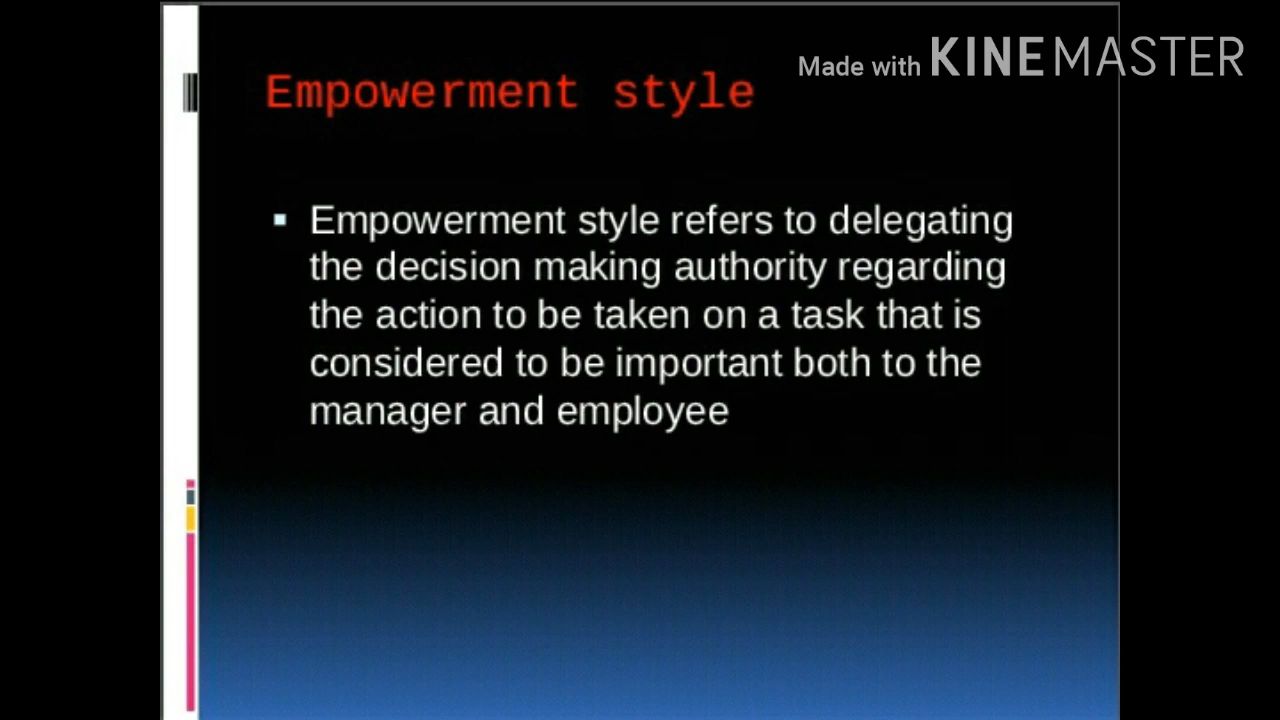 Made with KINEMASTER
Empowerment style
▪ Empowerment style refers to delegating
the decision making authority regarding
the action to be taken on a task that is
considered to be important both to the
manager and employee